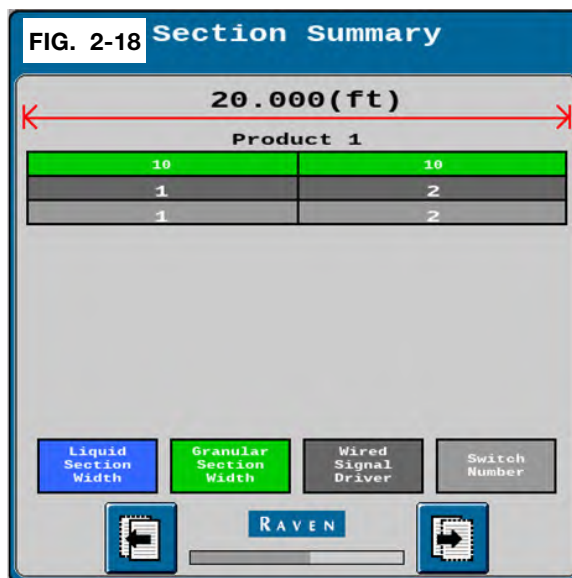 FIG. 2-18 Section Summary
20.000(ft)
Product 1
10 10
1 2
1 2
Liquid Section Width
Granular Section Width
Wired Signal Driver
Switch Number
RAVEN